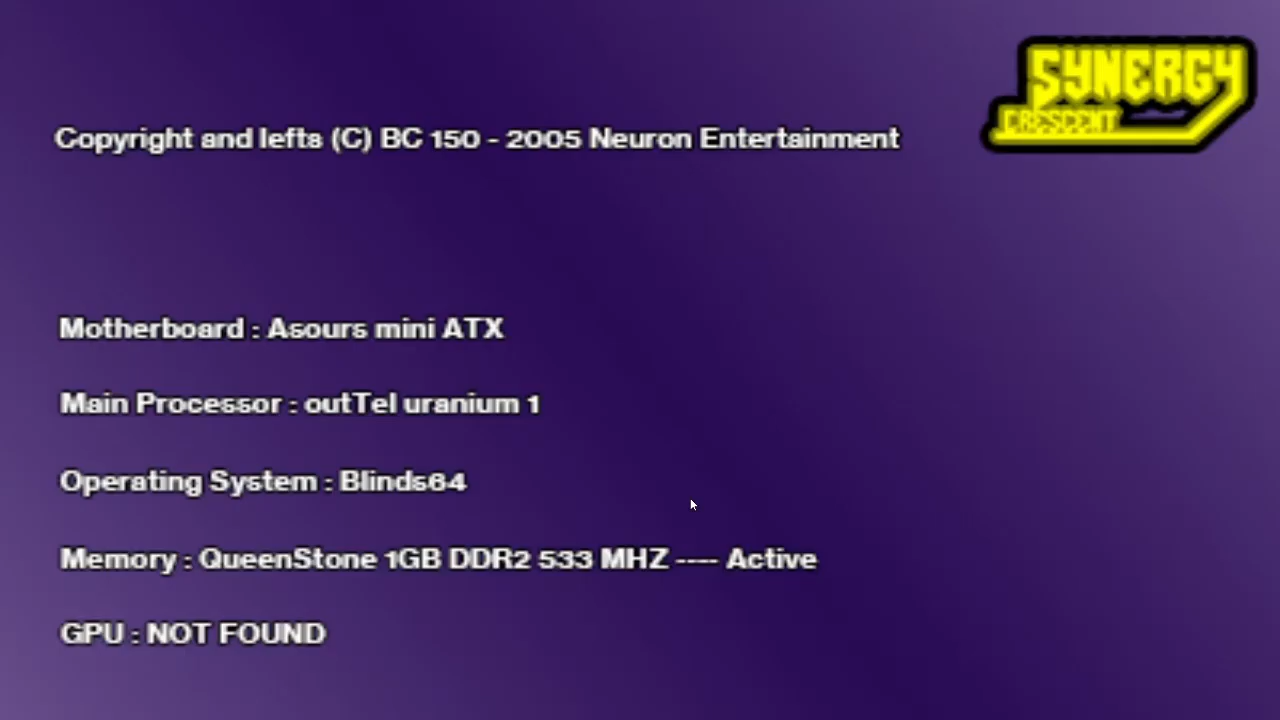 SYNERGY
CRESCENT
Copyright and lefts (C) BC 150 - 2005 Neuron Entertainment
Motherboard : Asours mini ATX
Main Processor : outTel uranium 1
Operating System : Blinds64
Memory : QueenStone 1GB DDR2 533 MHZ ---- Active
GPU : NOT FOUND